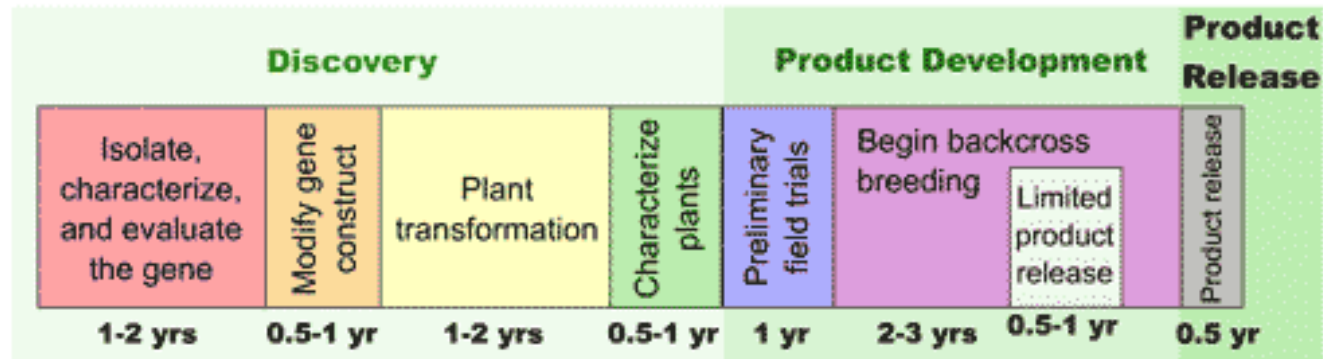 Discovery
Product Development
Product
Release
Isolate,
characterize,
and evaluate
the gene
Modify gene
construct
Plant
transformation
Characterize
plants
Preliminary
field trials
Begin backcross
breeding
Limited
product
release
Product release
1-2 yrs
0.5-1 yr
1-2 yrs
0.5-1 yr
1 yr
2-3 yrs
0.5-1 yr
0.5 yr